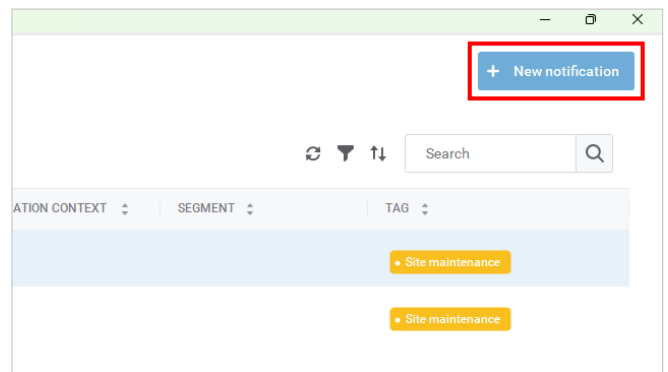 + New notification
Search
ATION CONTEXT SEGMENT TAG
• Site maintenance
• Site maintenance